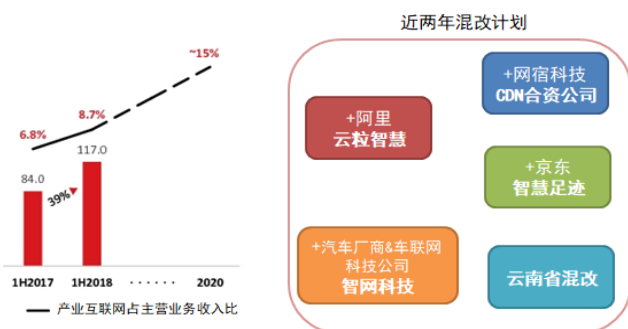 ~15%
8.7%
6.8%
117.0
84.0
39%
1H2017 1H2018 ······ 2020
产业互联网占主营业务收入比
近两年混改计划
+网宿科技
CDN合资公司
+阿里
云粒智慧
+京东
智慧足迹
+汽车厂商&车联网
科技公司
智网科技
云南省混改